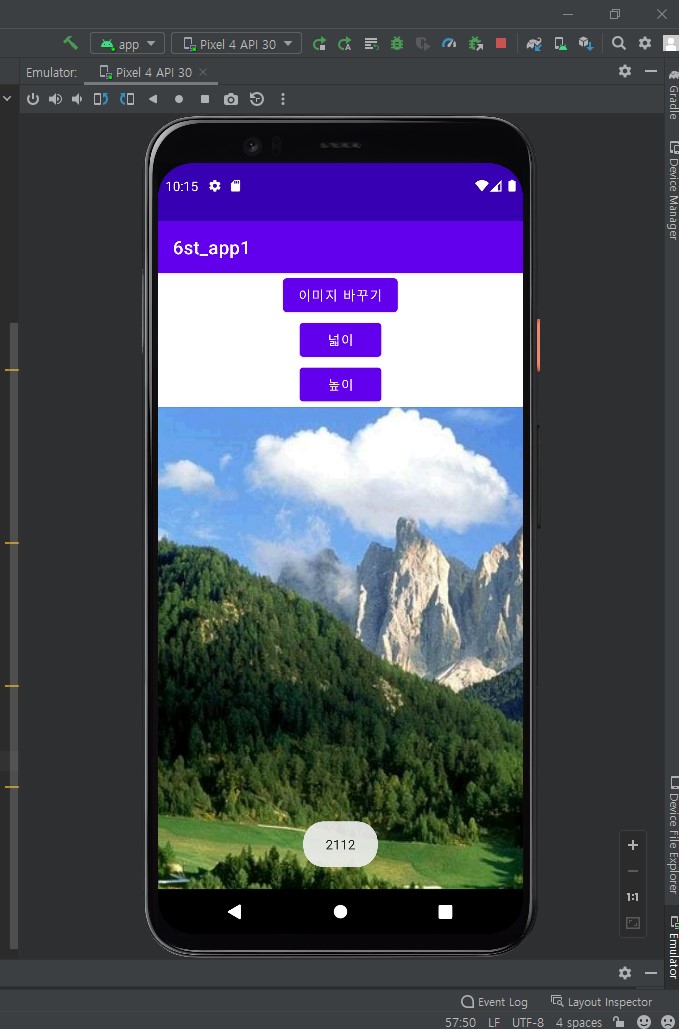 app
Pixel 4 API 30
Emulator:
Pixel 4 API 30
Gradle
Device Manager
10:15
6st_app1
이미지 바꾸기
넓이
높이
2112
1:1
Device File Explorer
Emulator
Event Log
Layout Inspector
57:50 LF UTF-8 4 spaces